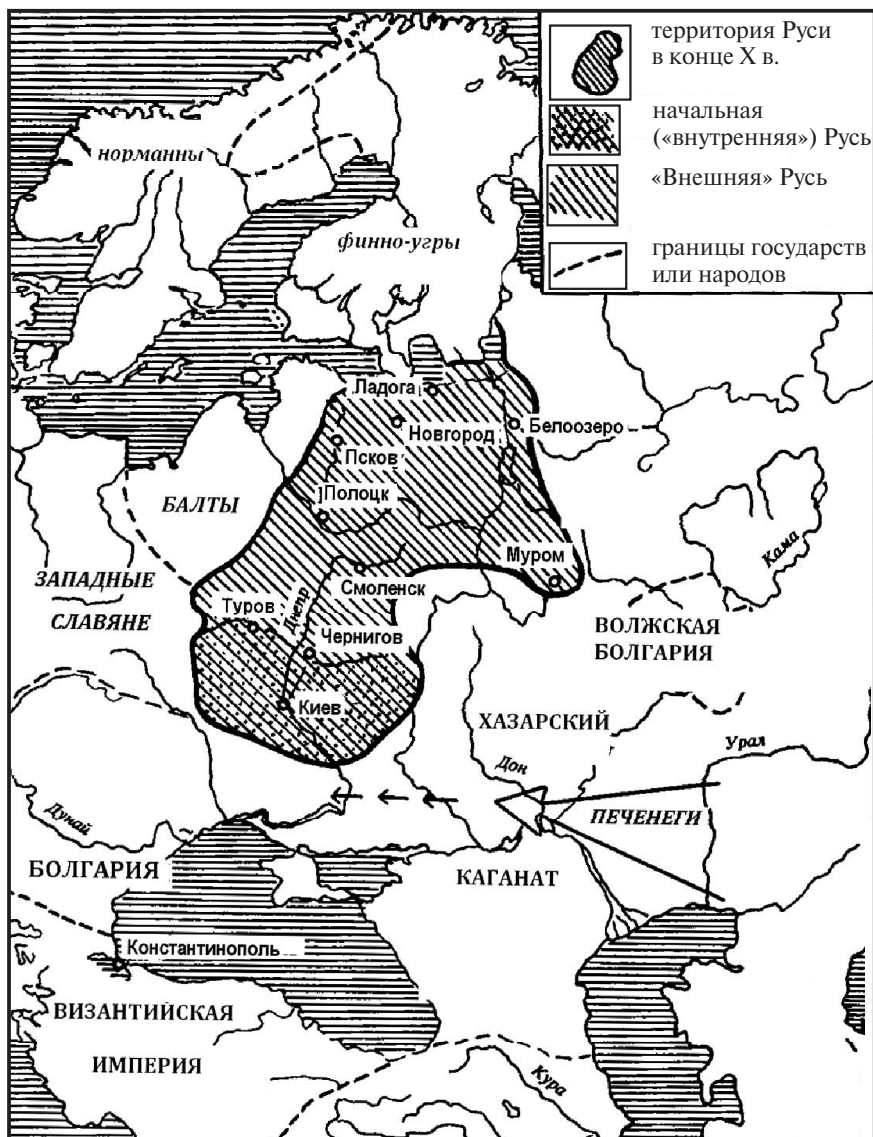 территория Руси
в конце X в.
начальная
(«внутренняя») Русь
«Внешняя» Русь
границы государств
или народов
норманны
финно-угры
Ладога
Новгород
Белоозеро
Псков
Полоцк
БАЛТЫ
Муром
Кама
ЗАПАДНЫЕ
СЛАВЯНЕ
Смоленск
Туров
Днепр
Чернигов
ВОЛЖСКАЯ
БОЛГАРИЯ
Киев
ХАЗАРСКИЙ
Дон
Урал
ПЕЧЕНЕГИ
Дунай
БОЛГАРИЯ
КАГАНАТ
Константинополь
ВИЗАНТИЙСКАЯ
ИМПЕРИЯ
Кура